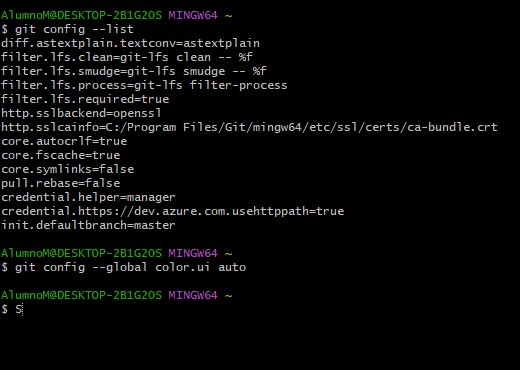 AlumnoM@DESKTOP-2B1G2OS MINGW64 ~
$ git config --list
diff.astextplain.textconv=astextplain
filter.lfs.clean=git-lfs clean -- %f
filter.lfs.smudge=git-lfs smudge -- %f
filter.lfs.process=git-lfs filter-process
filter.lfs.required=true
http.sslbackend=openssl
http.sslcainfo=C:/Program Files/Git/mingw64/etc/ssl/certs/ca-bundle.crt
core.autocrlf=true
core.fscache=true
core.symlinks=false
pull.rebase=false
credential.helper=manager
credential.https://dev.azure.com.usehttppath=true
init.defaultbranch=master
AlumnoM@DESKTOP-2B1G2OS MINGW64 ~
$ git config --global color.ui auto
AlumnoM@DESKTOP-2B1G2OS MINGW64 ~
$ S